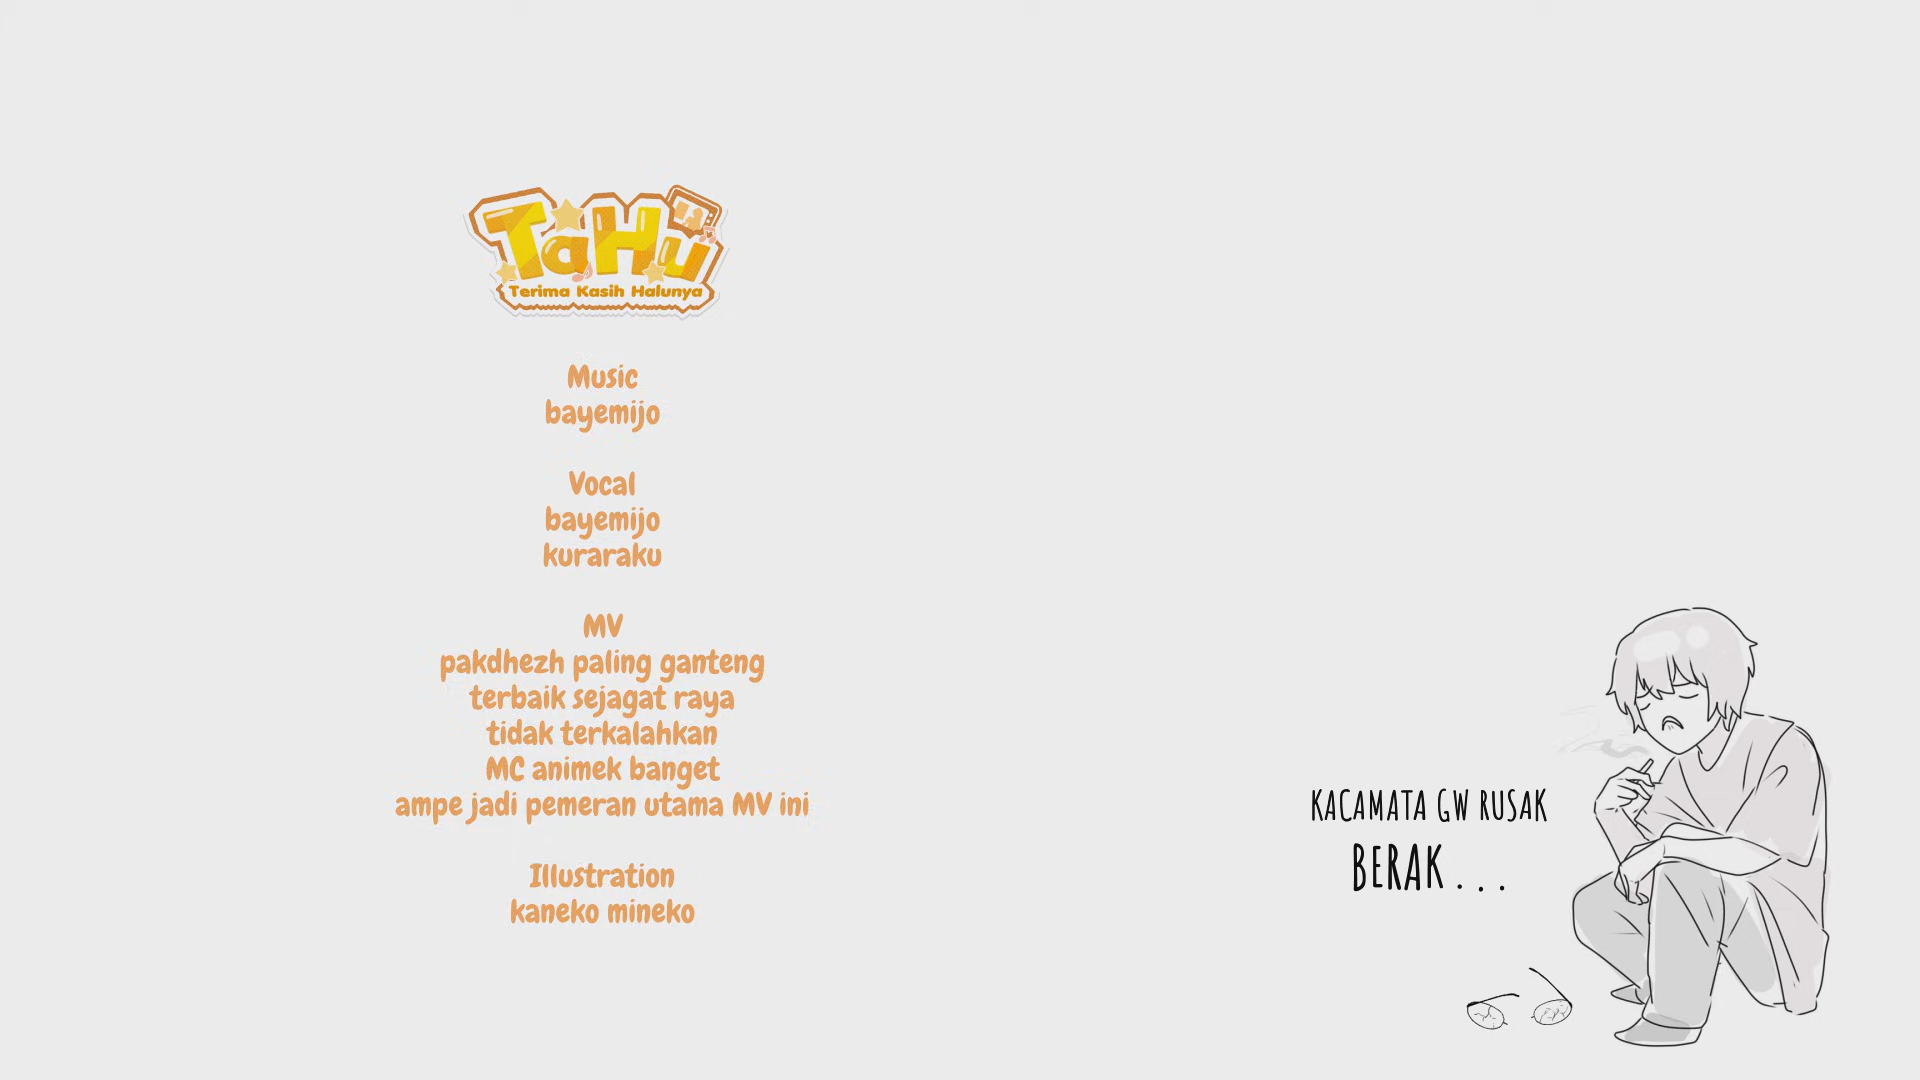 TaHu
Terima Kasih Halunya
Music
bayemijo
Vocal
bayemijo
kuraraku
MV
pakdhezh paling ganteng
terbaik sejagat raya
tidak terkalahkan
MC animek banget
ampe jadi pemeran utama MV ini
Illustration
kaneko mineko
KACAMATA GW RUSAK
BERAK . . .